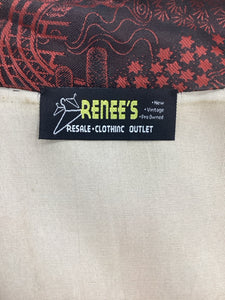 RENEE'S
• New
• Vintage
• Pre Owned
RESALE • CLOTHING OUTLET